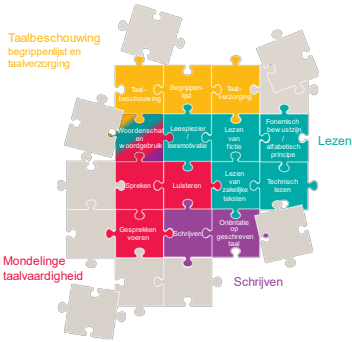 Taalbeschouwing
begrippenlijst en
taalverzorging
Taal-
beschouwing
Begrippen-
lijst
Taal-
verzorging
Woordenschat
en
woordgebruik
Leesplezier
/
leesmotivatie
Lezen
van
fictie
Fonemisch
bewustzijn
/
alfabetisch
principe
Lezen
Spreken
Luisteren
Lezen
van
zakelijke
teksten
Technisch
lezen
Gesprekken
voeren
Schrijven
Oriëntatie
op
geschreven
taal
Mondelinge
taalvaardigheid
Schrijven